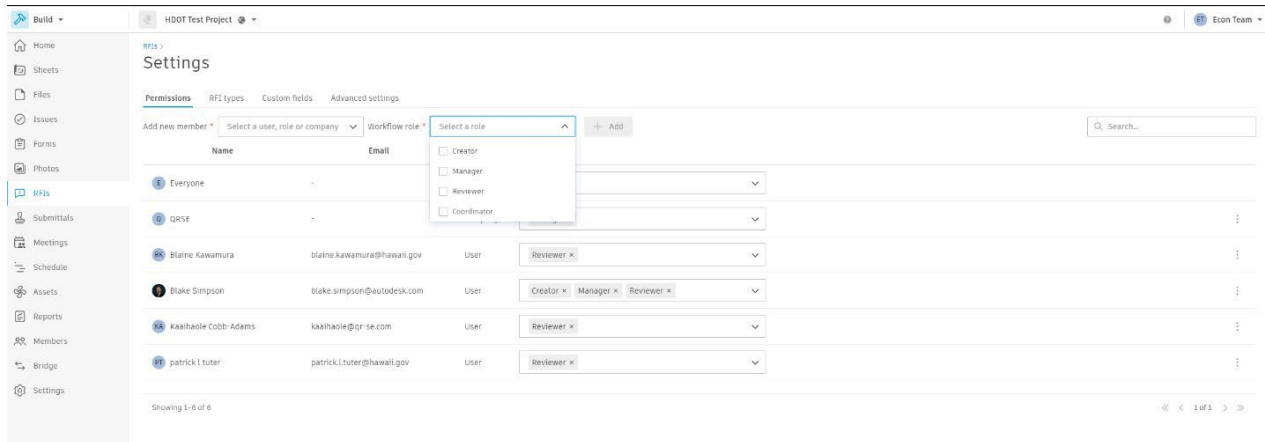 Build HDOT Test Project ET Econ Team
Home
Sheets
Files
Issues
Forms
Photos
RFIs
Submittals
Meetings
Schedule
Assets
Reports
Members
Bridge
Settings
RFIs >
Settings
Permissions RFI types Custom fields Advanced settings
Add new member * Select a user, role or company Workflow role * Select a role + Add Search...
Name Email
Creator
Manager
Reviewer
Coordinator
E Everyone -
Q QRSE -
BK Blaine Kawamura blaine.kawamura@hawaii.gov User Reviewer ×
Blake Simpson blake.simpson@autodesk.com User Creator × Manager × Reviewer ×
KA Kaaihaole Cobb-Adams kaaihaole@qr-se.com User Reviewer ×
PT patrick l tuter patrick.l.tuter@hawaii.gov User Reviewer ×
Showing 1-6 of 6 1 of 1